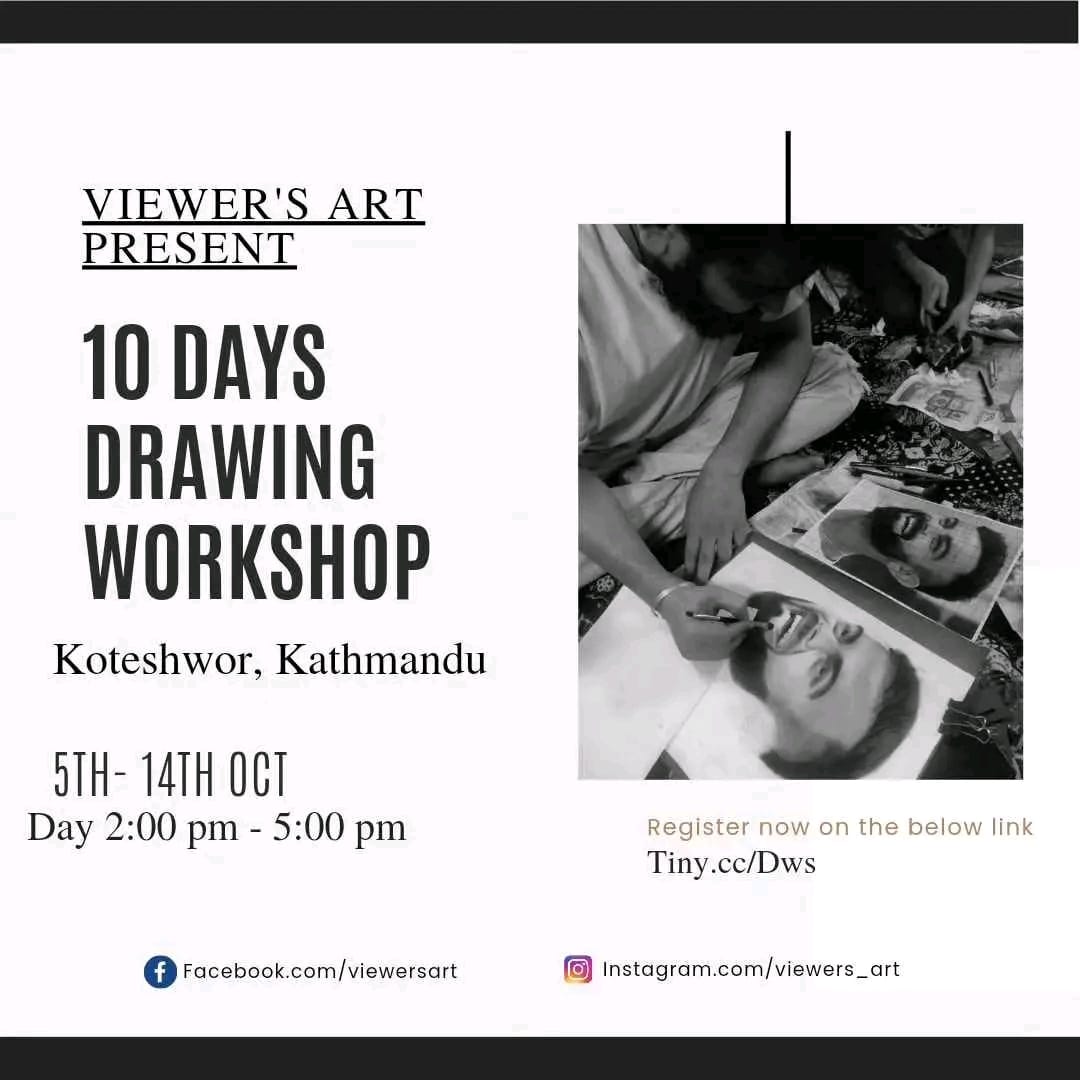 VIEWER'S ART
PRESENT
10 DAYS
DRAWING
WORKSHOP
Koteshwor, Kathmandu
5TH- 14TH OCT
Day 2:00 pm - 5:00 pm
Register now on the below link
Tiny.cc/Dws
Facebook.com/viewersart
Instagram.com/viewers_art